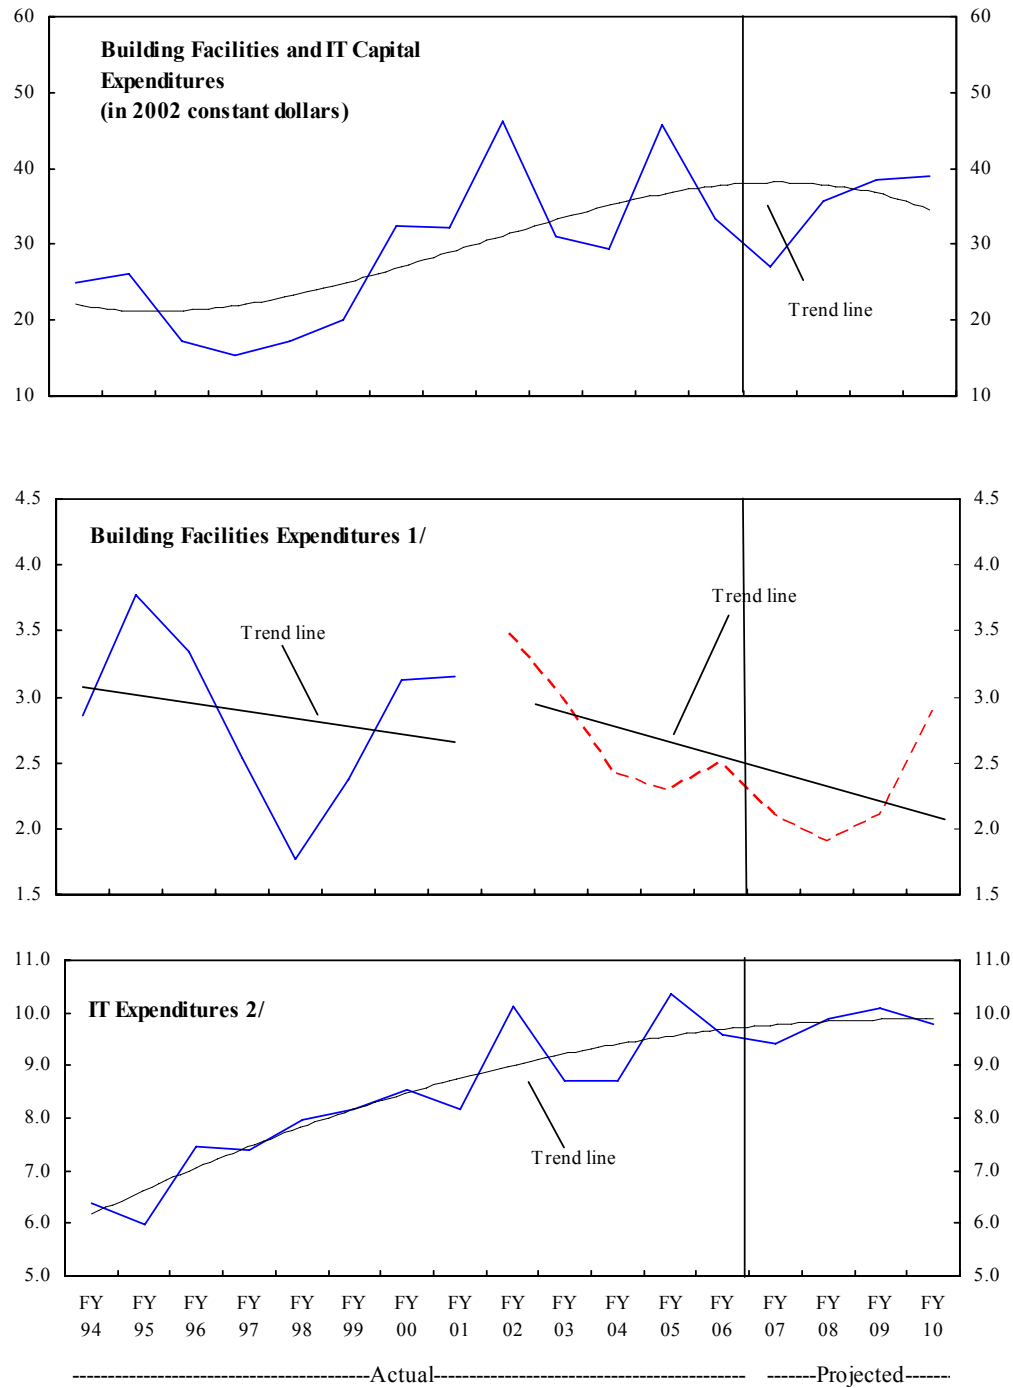 60 60
Building Facilities and IT Capital
Expenditures
(in 2002 constant dollars)
50 50
40 40
30 30
Trend line
20 20
10 10
4.5 4.5
Building Facilities Expenditures 1/
4.0 4.0
Trend line
3.5 3.5
Trend line
3.0 3.0
2.5 2.5
2.0 2.0
1.5 1.5
11.0 11.0
IT Expenditures 2/
10.0 10.0
9.0 9.0
8.0 8.0
Trend line
7.0 7.0
6.0 6.0
5.0 5.0
FY FY FY FY FY FY FY FY FY FY FY FY FY FY FY FY FY
94 95 96 97 98 99 00 01 02 03 04 05 06 07 08 09 10
-----------------------------------Actual------------------------------------- ------Projected------